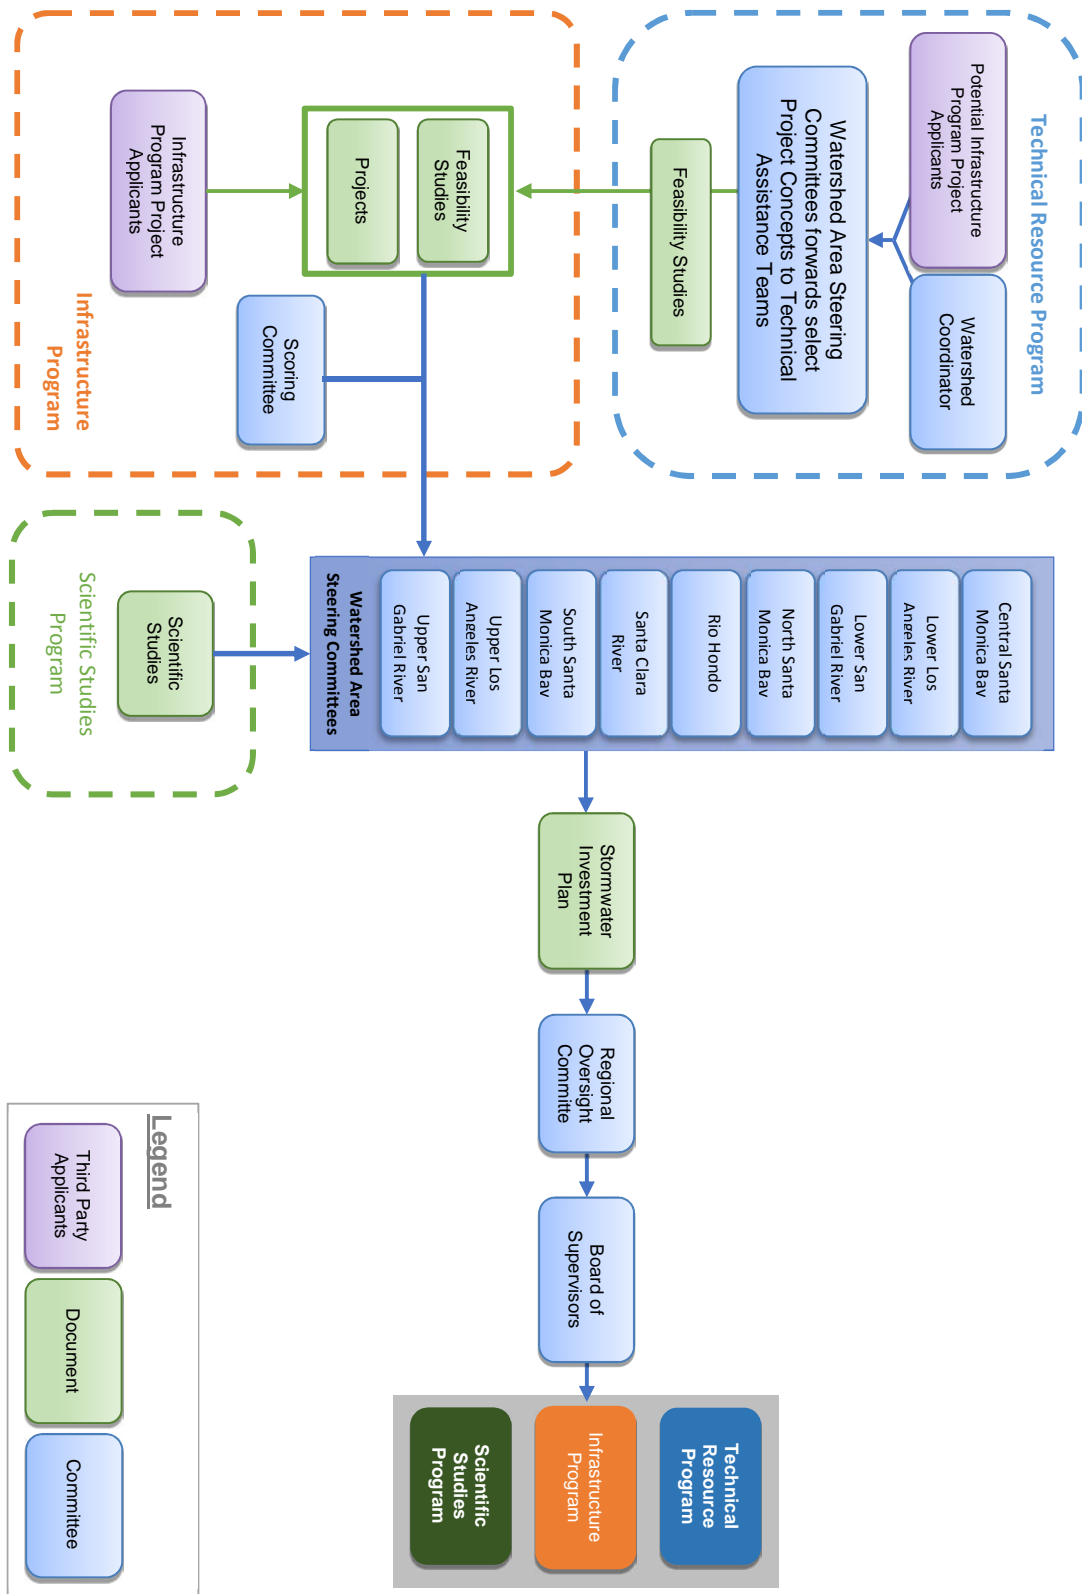 Technical Resource Program
Potential Infrastructure
Program Project
Applicants
Watershed
Coordinator
Watershed Area Steering
Committees forwards select
Project Concepts to Technical
Assistance Teams
Feasibility Studies
Feasibility
Studies
Projects
Infrastructure
Program Project
Applicants
Scoring
Committee
Infrastructure
Program
Central Santa
Monica Bay
Lower Los
Angeles River
Lower San
Gabriel River
North Santa
Monica Bay
Rio Hondo
Santa Clara
River
South Santa
Monica Bay
Upper Los
Angeles River
Upper San
Gabriel River
Watershed Area
Steering Committees
Scientific
Studies
Scientific Studies
Program
Stormwater
Investment
Plan
Regional
Oversight
Committe
Board of
Supervisors
Technical
Resource
Program
Infrastructure
Program
Scientific
Studies
Program
Legend
Third Party
Applicants
Document
Committee